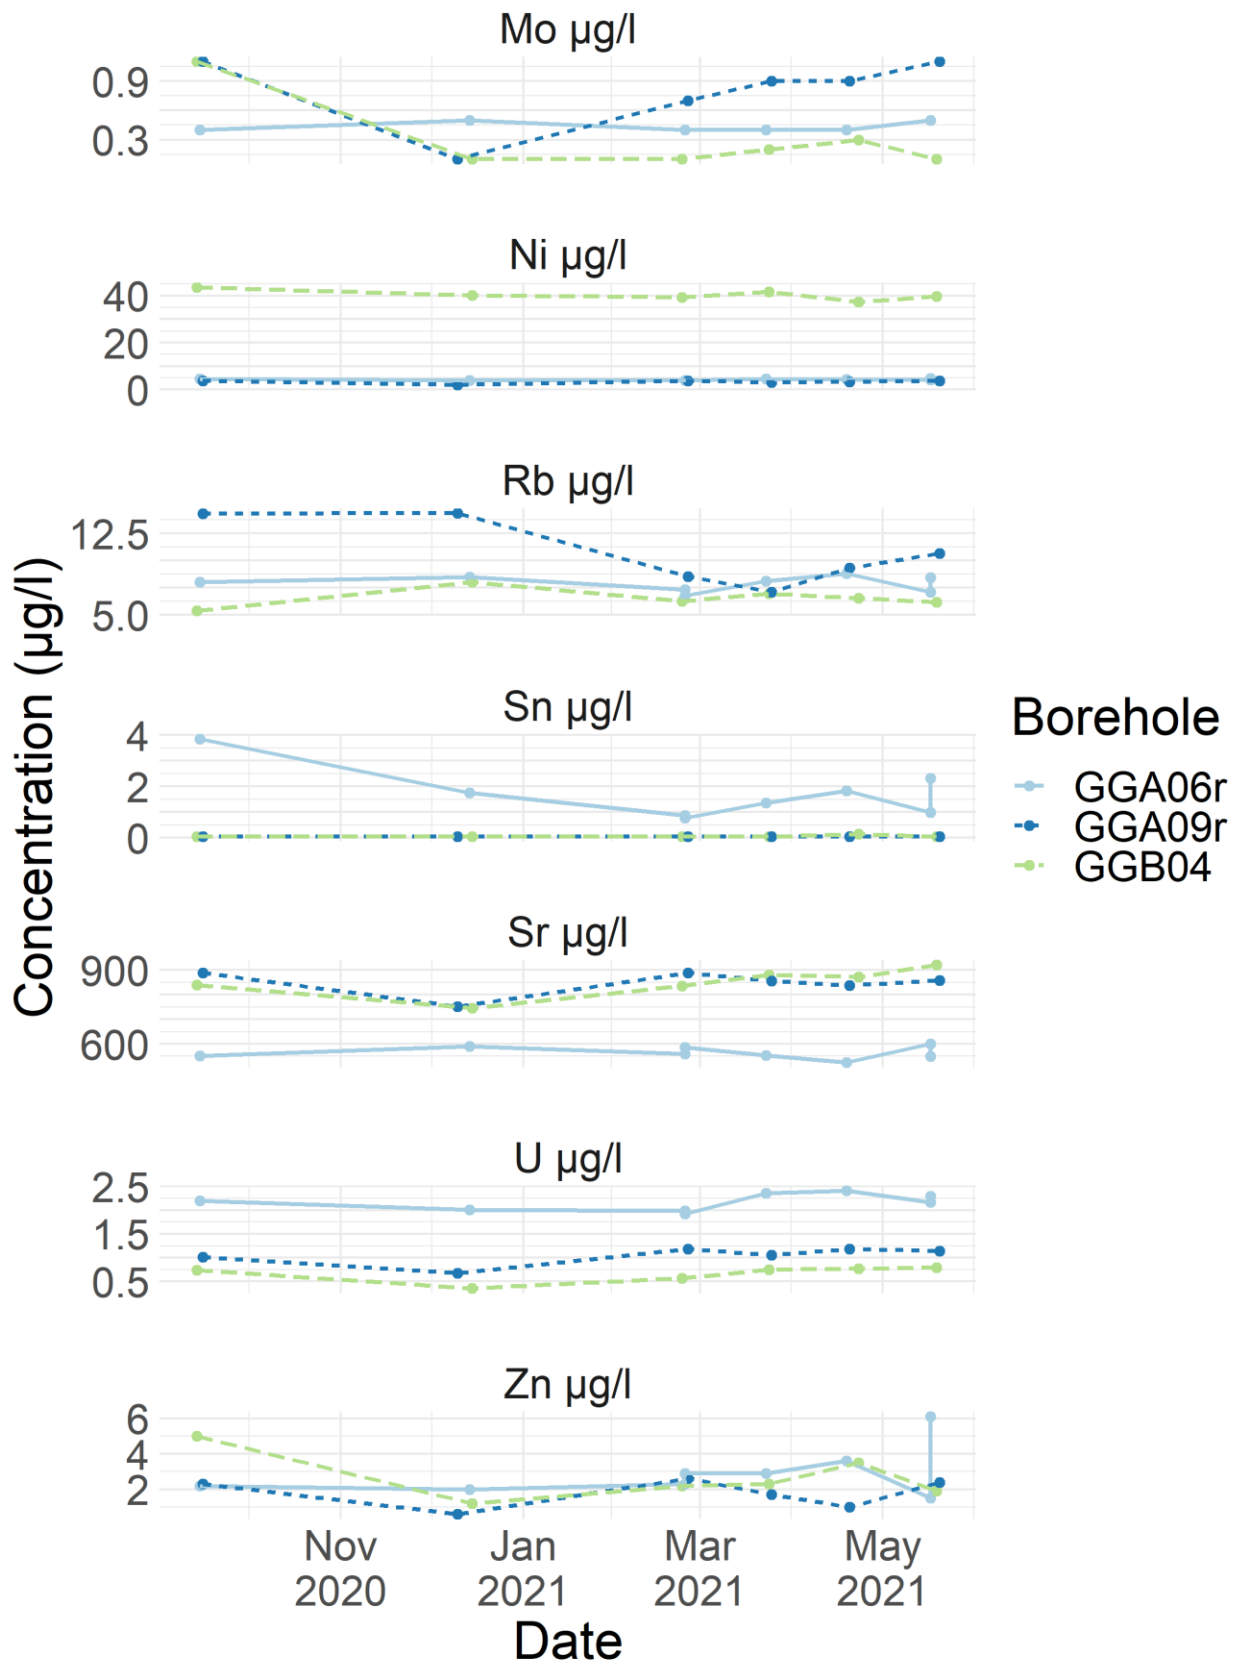 Mo µg/l
0.9
0.3
Ni µg/l
40
20
0
Rb µg/l
12.5
5.0
Sn µg/l
4
2
0
Sr µg/l
900
600
U µg/l
2.5
1.5
0.5
Zn µg/l
6
4
2
Nov Jan Mar May
2020 2021 2021 2021
Date
Concentration (µg/l)
Borehole
GGA06r
GGA09r
GGB04